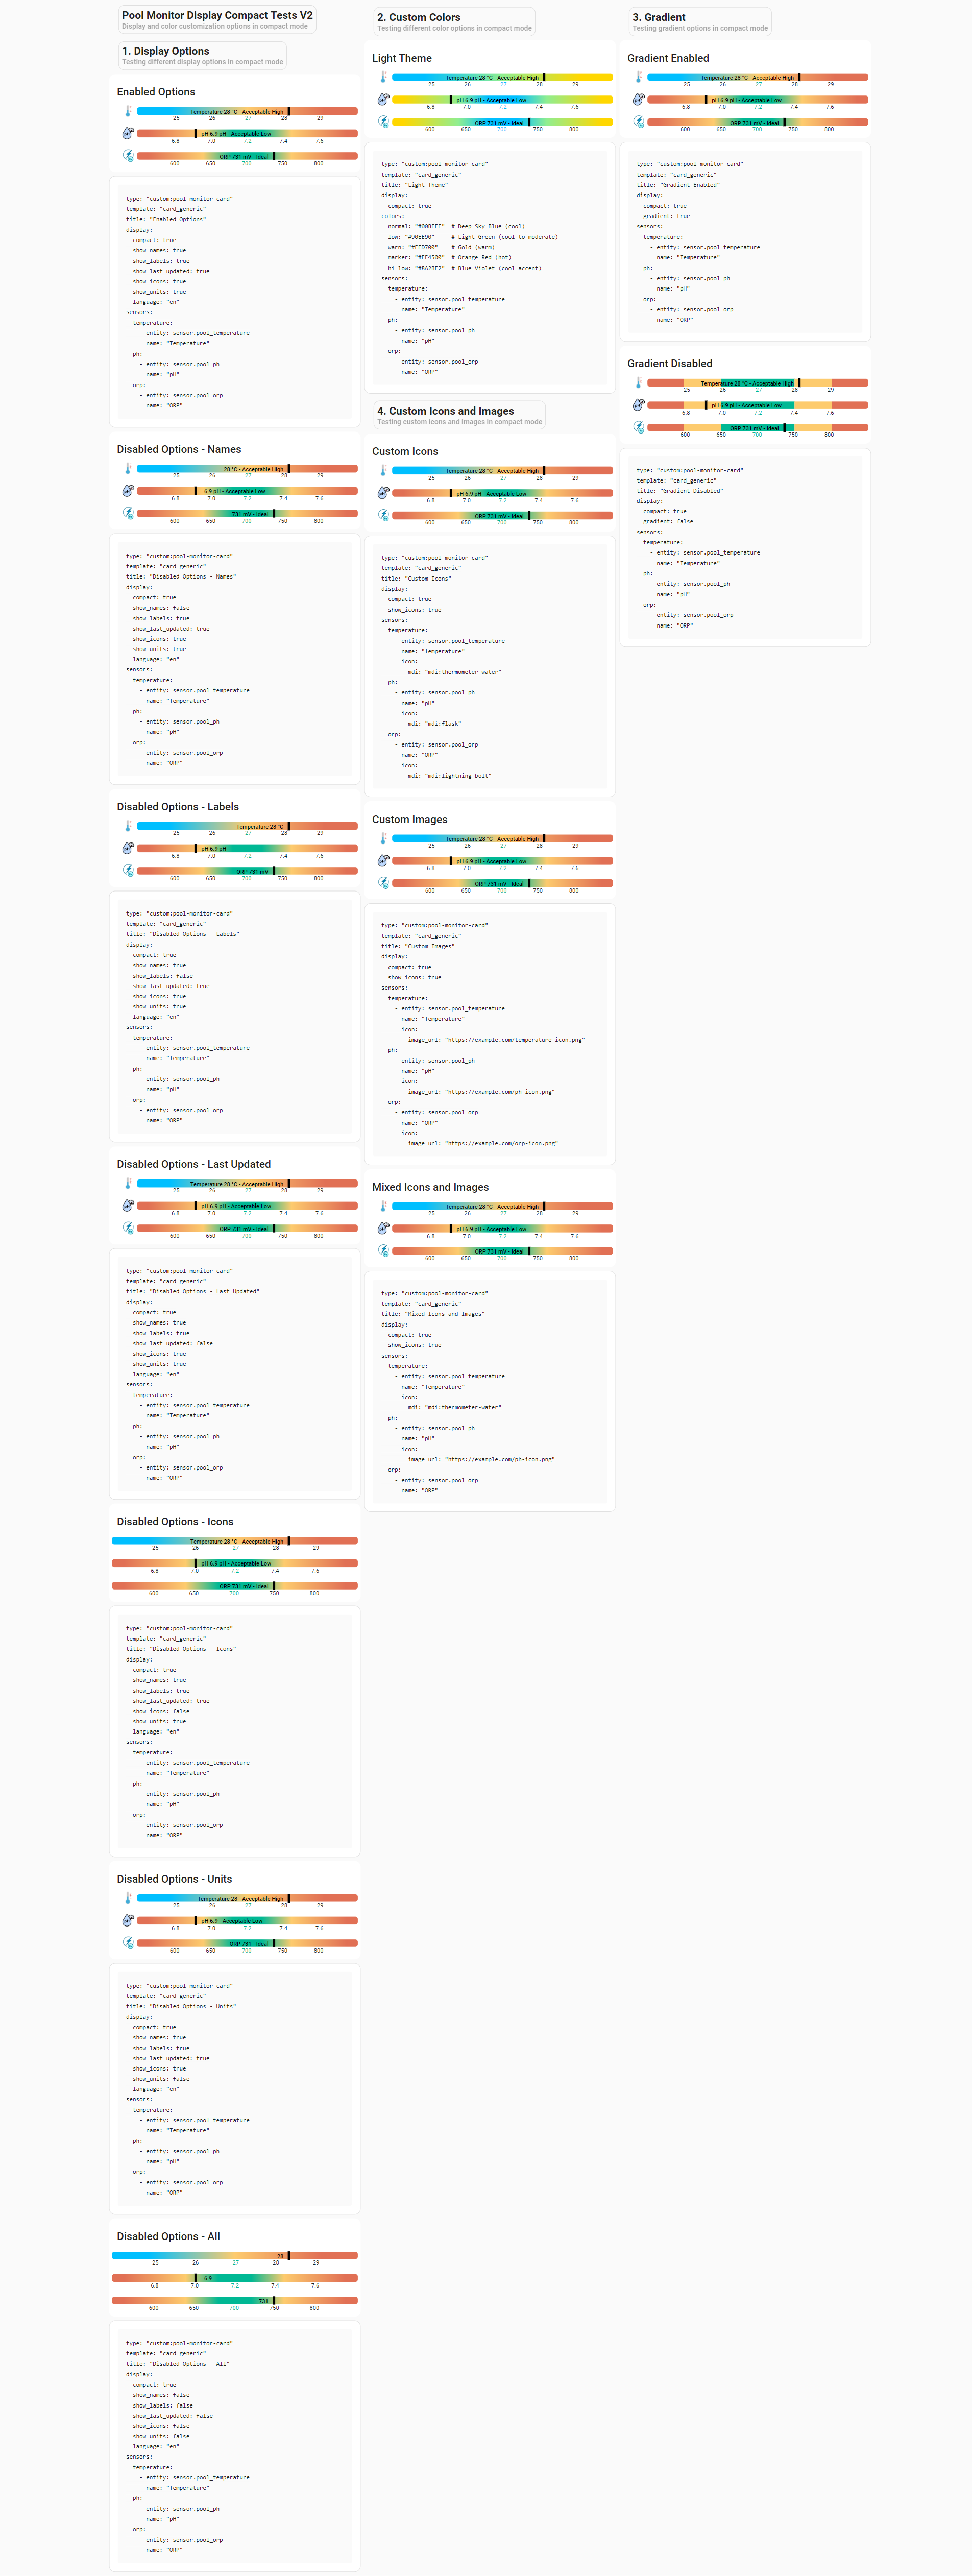 Pool Monitor Display Compact Tests V2
Display and color customization options in compact mode
1. Display Options
Testing different display options in compact mode
Enabled Options
Temperature 28 °C - Acceptable High
25 26 27 28 29
pH 6.9 pH - Acceptable Low
6.8 7.0 7.2 7.4 7.6
ORP 731 mV - Ideal
600 650 700 750 800
type: "custom:pool-monitor-card"
template: "card_generic"
title: "Enabled Options"
display:
  compact: true
  show_names: true
  show_labels: true
  show_last_updated: true
  show_icons: true
  show_units: true
  language: "en"
sensors:
  temperature:
    - entity: sensor.pool_temperature
      name: "Temperature"
  ph:
    - entity: sensor.pool_ph
      name: "pH"
  orp:
    - entity: sensor.pool_orp
      name: "ORP"
Disabled Options - Names
28 °C - Acceptable High
25 26 27 28 29
6.9 pH - Acceptable Low
6.8 7.0 7.2 7.4 7.6
731 mV - Ideal
600 650 700 750 800
type: "custom:pool-monitor-card"
template: "card_generic"
title: "Disabled Options - Names"
display:
  compact: true
  show_names: false
  show_labels: true
  show_last_updated: true
  show_icons: true
  show_units: true
  language: "en"
sensors:
  temperature:
    - entity: sensor.pool_temperature
      name: "Temperature"
  ph:
    - entity: sensor.pool_ph
      name: "pH"
  orp:
    - entity: sensor.pool_orp
      name: "ORP"
Disabled Options - Labels
Temperature 28 °C
25 26 27 28 29
pH 6.9 pH
6.8 7.0 7.2 7.4 7.6
ORP 731 mV
600 650 700 750 800
type: "custom:pool-monitor-card"
template: "card_generic"
title: "Disabled Options - Labels"
display:
  compact: true
  show_names: true
  show_labels: false
  show_last_updated: true
  show_icons: true
  show_units: true
  language: "en"
sensors:
  temperature:
    - entity: sensor.pool_temperature
      name: "Temperature"
  ph:
    - entity: sensor.pool_ph
      name: "pH"
  orp:
    - entity: sensor.pool_orp
      name: "ORP"
Disabled Options - Last Updated
Temperature 28 °C - Acceptable High
25 26 27 28 29
pH 6.9 pH - Acceptable Low
6.8 7.0 7.2 7.4 7.6
ORP 731 mV - Ideal
600 650 700 750 800
type: "custom:pool-monitor-card"
template: "card_generic"
title: "Disabled Options - Last Updated"
display:
  compact: true
  show_names: true
  show_labels: true
  show_last_updated: false
  show_icons: true
  show_units: true
  language: "en"
sensors:
  temperature:
    - entity: sensor.pool_temperature
      name: "Temperature"
  ph:
    - entity: sensor.pool_ph
      name: "pH"
  orp:
    - entity: sensor.pool_orp
      name: "ORP"
Disabled Options - Icons
Temperature 28 °C - Acceptable High
25 26 27 28 29
pH 6.9 pH - Acceptable Low
6.8 7.0 7.2 7.4 7.6
ORP 731 mV - Ideal
600 650 700 750 800
type: "custom:pool-monitor-card"
template: "card_generic"
title: "Disabled Options - Icons"
display:
  compact: true
  show_names: true
  show_labels: true
  show_last_updated: true
  show_icons: false
  show_units: true
  language: "en"
sensors:
  temperature:
    - entity: sensor.pool_temperature
      name: "Temperature"
  ph:
    - entity: sensor.pool_ph
      name: "pH"
  orp:
    - entity: sensor.pool_orp
      name: "ORP"
Disabled Options - Units
Temperature 28 - Acceptable High
25 26 27 28 29
pH 6.9 - Acceptable Low
6.8 7.0 7.2 7.4 7.6
ORP 731 - Ideal
600 650 700 750 800
type: "custom:pool-monitor-card"
template: "card_generic"
title: "Disabled Options - Units"
display:
  compact: true
  show_names: true
  show_labels: true
  show_last_updated: true
  show_icons: true
  show_units: false
  language: "en"
sensors:
  temperature:
    - entity: sensor.pool_temperature
      name: "Temperature"
  ph:
    - entity: sensor.pool_ph
      name: "pH"
  orp:
    - entity: sensor.pool_orp
      name: "ORP"
Disabled Options - All
28
25 26 27 28 29
6.9
6.8 7.0 7.2 7.4 7.6
731
600 650 700 750 800
type: "custom:pool-monitor-card"
template: "card_generic"
title: "Disabled Options - All"
display:
  compact: true
  show_names: false
  show_labels: false
  show_last_updated: false
  show_icons: false
  show_units: false
  language: "en"
sensors:
  temperature:
    - entity: sensor.pool_temperature
      name: "Temperature"
  ph:
    - entity: sensor.pool_ph
      name: "pH"
  orp:
    - entity: sensor.pool_orp
      name: "ORP"
2. Custom Colors
Testing different color options in compact mode
Light Theme
Temperature 28 °C - Acceptable High
25 26 27 28 29
pH 6.9 pH - Acceptable Low
6.8 7.0 7.2 7.4 7.6
ORP 731 mV - Ideal
600 650 700 750 800
type: "custom:pool-monitor-card"
template: "card_generic"
title: "Light Theme"
display:
  compact: true
colors:
  normal: "#00BFFF"  # Deep Sky Blue (cool)
  low: "#90EE90"     # Light Green (cool to moderate)
  warn: "#FFD700"    # Gold (warm)
  marker: "#FF4500"  # Orange Red (hot)
  hi_low: "#8A2BE2"  # Blue Violet (cool accent)
sensors:
  temperature:
    - entity: sensor.pool_temperature
      name: "Temperature"
  ph:
    - entity: sensor.pool_ph
      name: "pH"
  orp:
    - entity: sensor.pool_orp
      name: "ORP"
4. Custom Icons and Images
Testing custom icons and images in compact mode
Custom Icons
Temperature 28 °C - Acceptable High
25 26 27 28 29
pH 6.9 pH - Acceptable Low
6.8 7.0 7.2 7.4 7.6
ORP 731 mV - Ideal
600 650 700 750 800
type: "custom:pool-monitor-card"
template: "card_generic"
title: "Custom Icons"
display:
  compact: true
  show_icons: true
sensors:
  temperature:
    - entity: sensor.pool_temperature
      name: "Temperature"
      icon:
        mdi: "mdi:thermometer-water"
  ph:
    - entity: sensor.pool_ph
      name: "pH"
      icon:
        mdi: "mdi:flask"
  orp:
    - entity: sensor.pool_orp
      name: "ORP"
      icon:
        mdi: "mdi:lightning-bolt"
Custom Images
Temperature 28 °C - Acceptable High
25 26 27 28 29
pH 6.9 pH - Acceptable Low
6.8 7.0 7.2 7.4 7.6
ORP 731 mV - Ideal
600 650 700 750 800
type: "custom:pool-monitor-card"
template: "card_generic"
title: "Custom Images"
display:
  compact: true
  show_icons: true
sensors:
  temperature:
    - entity: sensor.pool_temperature
      name: "Temperature"
      icon:
        image_url: "https://example.com/temperature-icon.png"
  ph:
    - entity: sensor.pool_ph
      name: "pH"
      icon:
        image_url: "https://example.com/ph-icon.png"
  orp:
    - entity: sensor.pool_orp
      name: "ORP"
      icon:
        image_url: "https://example.com/orp-icon.png"
Mixed Icons and Images
Temperature 28 °C - Acceptable High
25 26 27 28 29
pH 6.9 pH - Acceptable Low
6.8 7.0 7.2 7.4 7.6
ORP 731 mV - Ideal
600 650 700 750 800
type: "custom:pool-monitor-card"
template: "card_generic"
title: "Mixed Icons and Images"
display:
  compact: true
  show_icons: true
sensors:
  temperature:
    - entity: sensor.pool_temperature
      name: "Temperature"
      icon:
        mdi: "mdi:thermometer-water"
  ph:
    - entity: sensor.pool_ph
      name: "pH"
      icon:
        image_url: "https://example.com/ph-icon.png"
  orp:
    - entity: sensor.pool_orp
      name: "ORP"
3. Gradient
Testing gradient options in compact mode
Gradient Enabled
Temperature 28 °C - Acceptable High
25 26 27 28 29
pH 6.9 pH - Acceptable Low
6.8 7.0 7.2 7.4 7.6
ORP 731 mV - Ideal
600 650 700 750 800
type: "custom:pool-monitor-card"
template: "card_generic"
title: "Gradient Enabled"
display:
  compact: true
  gradient: true
sensors:
  temperature:
    - entity: sensor.pool_temperature
      name: "Temperature"
  ph:
    - entity: sensor.pool_ph
      name: "pH"
  orp:
    - entity: sensor.pool_orp
      name: "ORP"
Gradient Disabled
Temperature 28 °C - Acceptable High
25 26 27 28 29
pH 6.9 pH - Acceptable Low
6.8 7.0 7.2 7.4 7.6
ORP 731 mV - Ideal
600 650 700 750 800
type: "custom:pool-monitor-card"
template: "card_generic"
title: "Gradient Disabled"
display:
  compact: true
  gradient: false
sensors:
  temperature:
    - entity: sensor.pool_temperature
      name: "Temperature"
  ph:
    - entity: sensor.pool_ph
      name: "pH"
  orp:
    - entity: sensor.pool_orp
      name: "ORP"